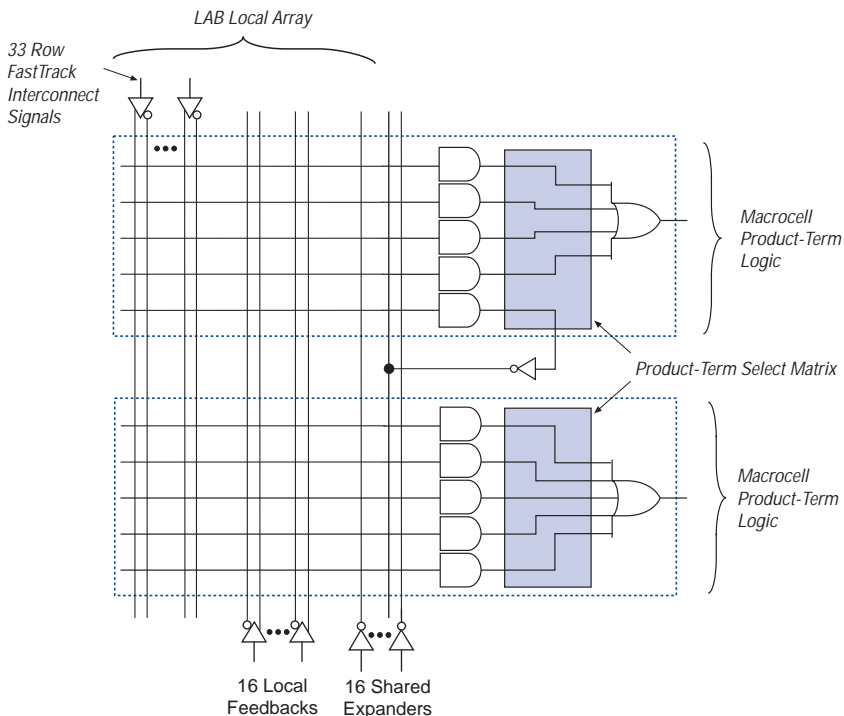 LAB Local Array
33 Row
FastTrack
Interconnect
Signals
Macrocell
Product-Term
Logic
Product-Term Select Matrix
Macrocell
Product-Term
Logic
16 Local
Feedbacks
16 Shared
Expanders